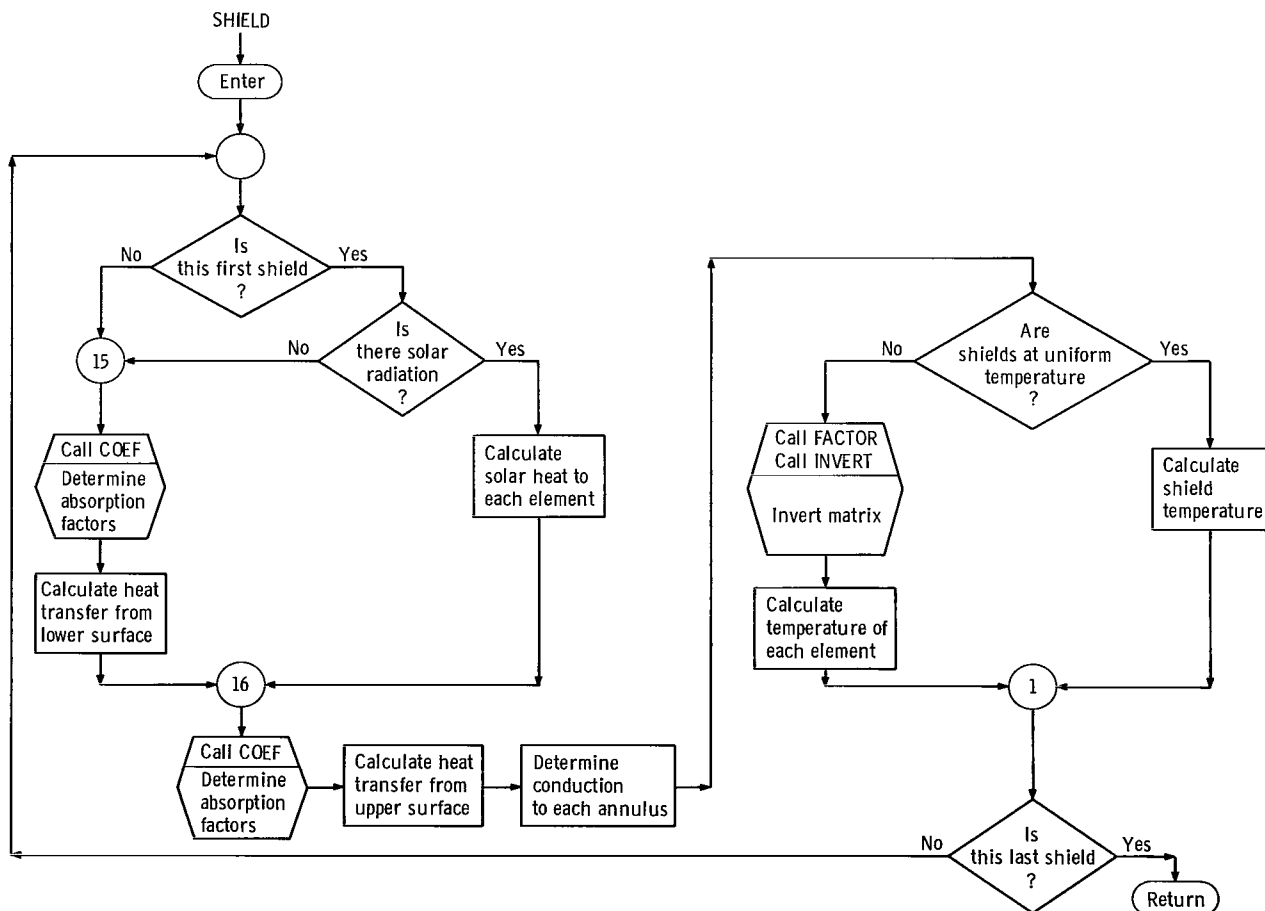 SHIELD
Enter
Is
this first shield
?
No
Yes
Is
there solar
radiation
?
No
Yes
15
Call COEF
Determine
absorption
factors
Calculate
solar heat to
each element
Calculate heat
transfer from
lower surface
16
Call COEF
Determine
absorption
factors
Calculate heat
transfer from
upper surface
Determine
conduction
to each annulus
Are
shields at uniform
temperature
?
No
Yes
Call FACTOR
Call INVERT
Invert matrix
Calculate
shield
temperature
Calculate
temperature of
each element
1
Is
this last shield
?
No
Yes
Return